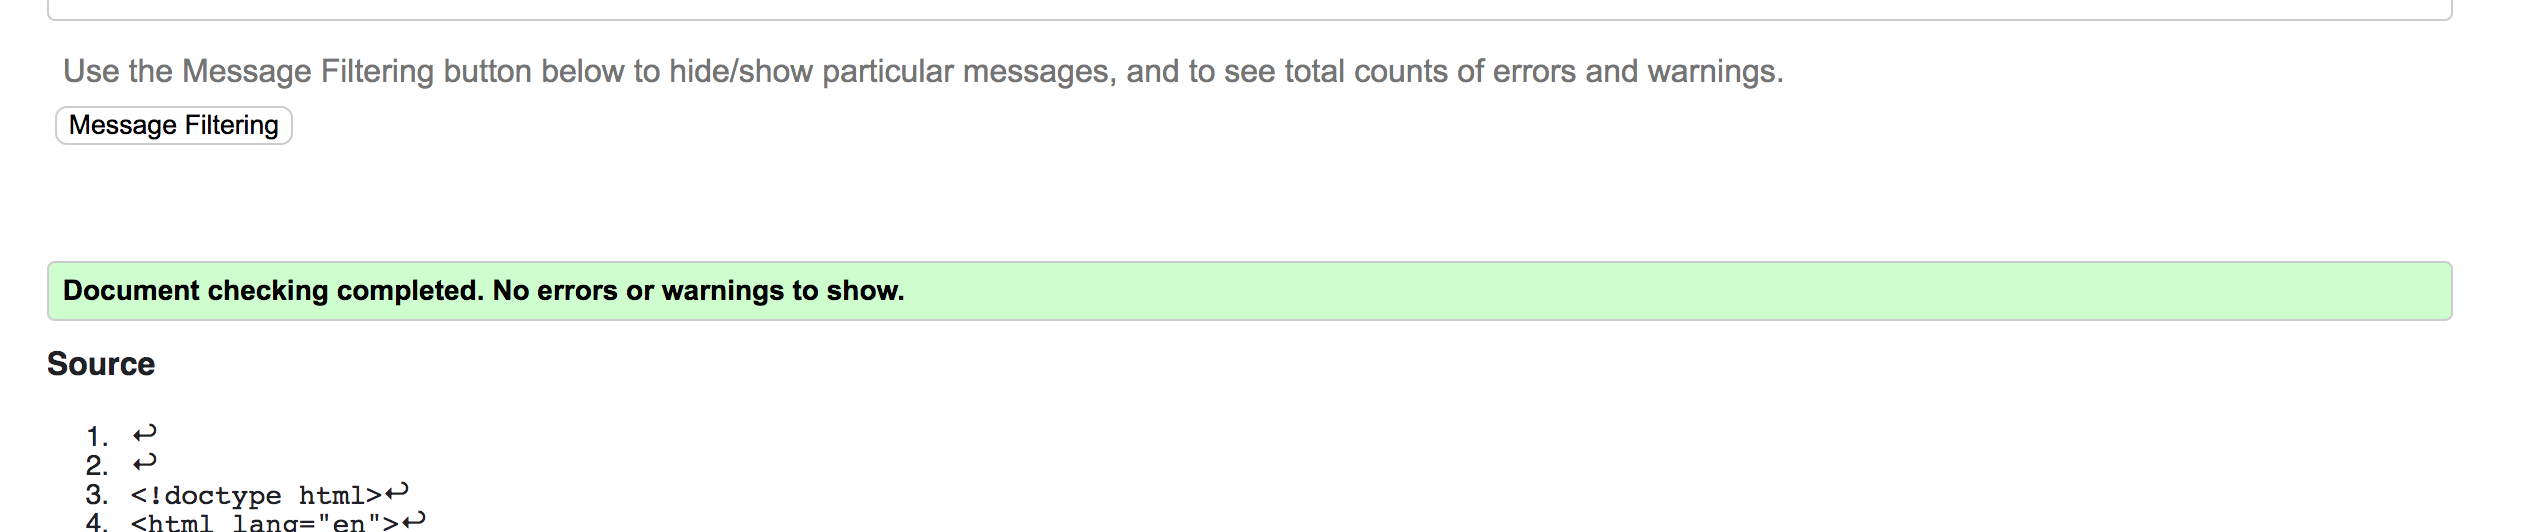 Use the Message Filtering button below to hide/show particular messages, and to see total counts of errors and warnings.
Message Filtering
Document checking completed. No errors or warnings to show.
Source
1. ↩
2. ↩
3. <!doctype html>↩
4. <html lang="en">↩